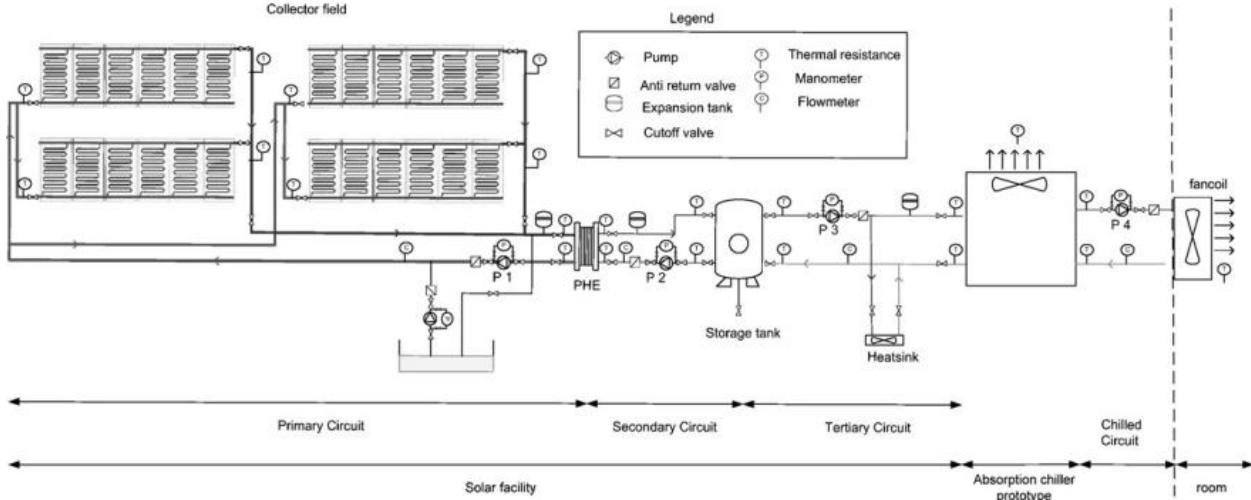 Collector field
Legend
Pump
Anti return valve
Expansion tank
Cutoff valve
T Thermal resistance
P Manometer
C Flowmeter
T
T
T
T
T
T
T
T
T
fancoil
T
T
T
P
T
T
P
P 3
P 4
C
P
P 1
T
PHE
T
C
P
P 2
T
T
C
T
T
C
T
Storage tank
Heatsink
Primary Circuit
Secondary Circuit
Tertiary Circuit
Chilled
Circuit
Solar facility
Absorption chiller
prototype
room